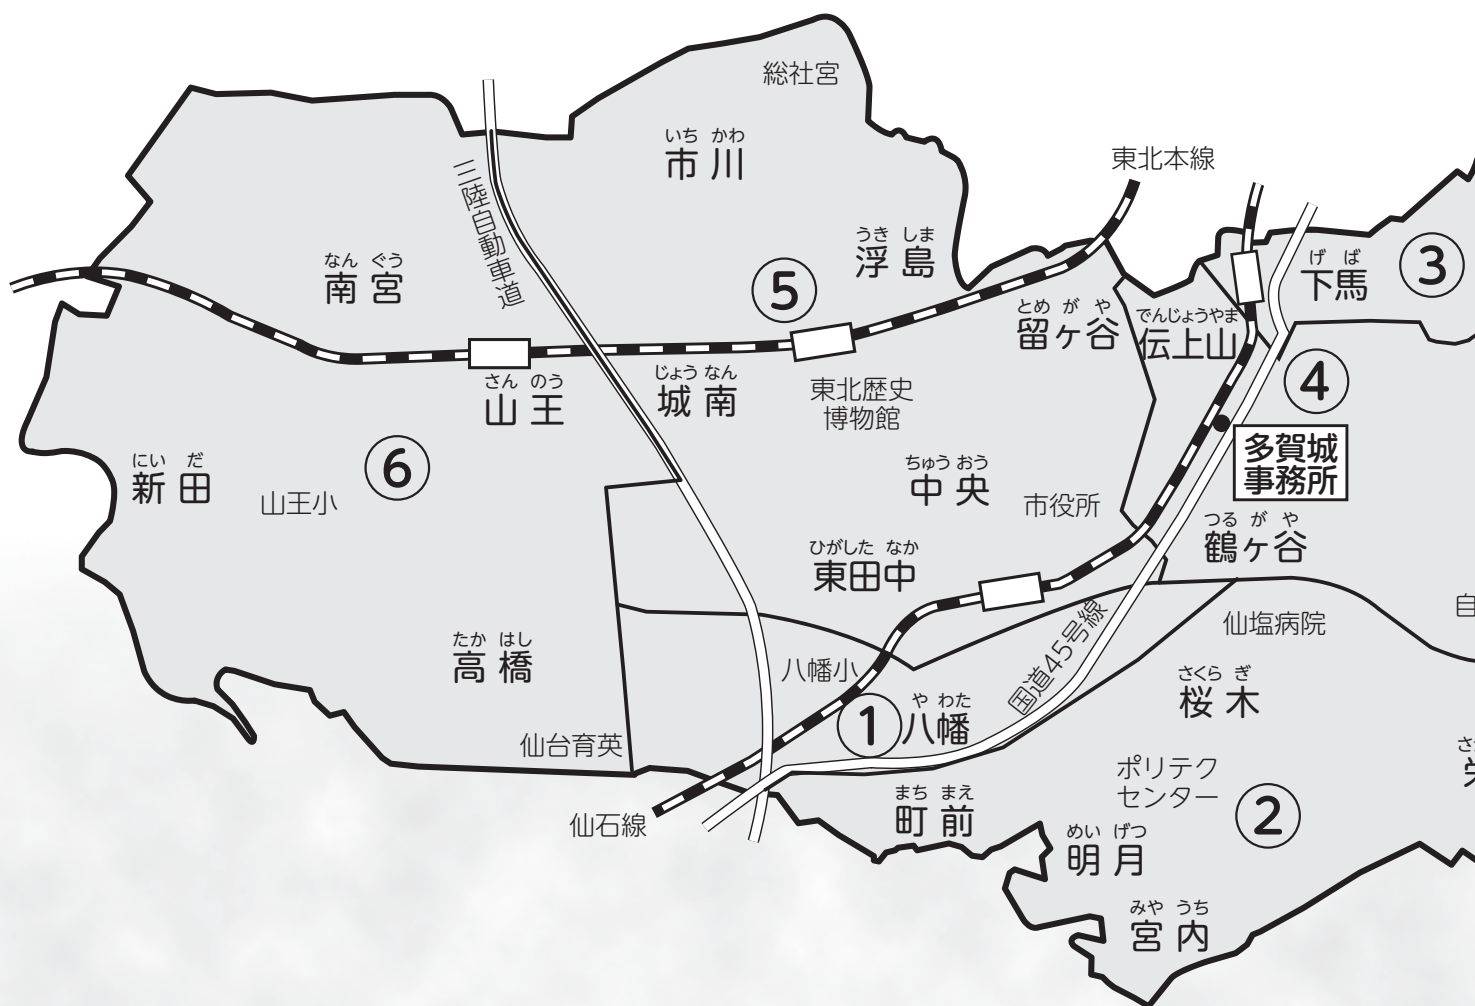 総社宮
いち かわ
市川
東北本線
三陸自動車道
うき しま
浮島
⑤
なん ぐう
南宮
げ ば
下馬
③
とめ が や
留ヶ谷
でんじょうやま
伝上山
④
さん のう
山王
じょう なん
城南
東北歴史
博物館
多賀城
事務所
⑥
にい だ
新田
山王小
ちゅう おう
中央
市役所
つる が や
鶴ヶ谷
ひがした なか
東田中
自
仙塩病院
国道45号線
たか はし
高橋
八幡小
さくら ぎ
桜木
①
や わた
八幡
仙台育英
ポリテク
センター
②
まち まえ
町前
仙石線
めい げつ
明月
みや うち
宮内